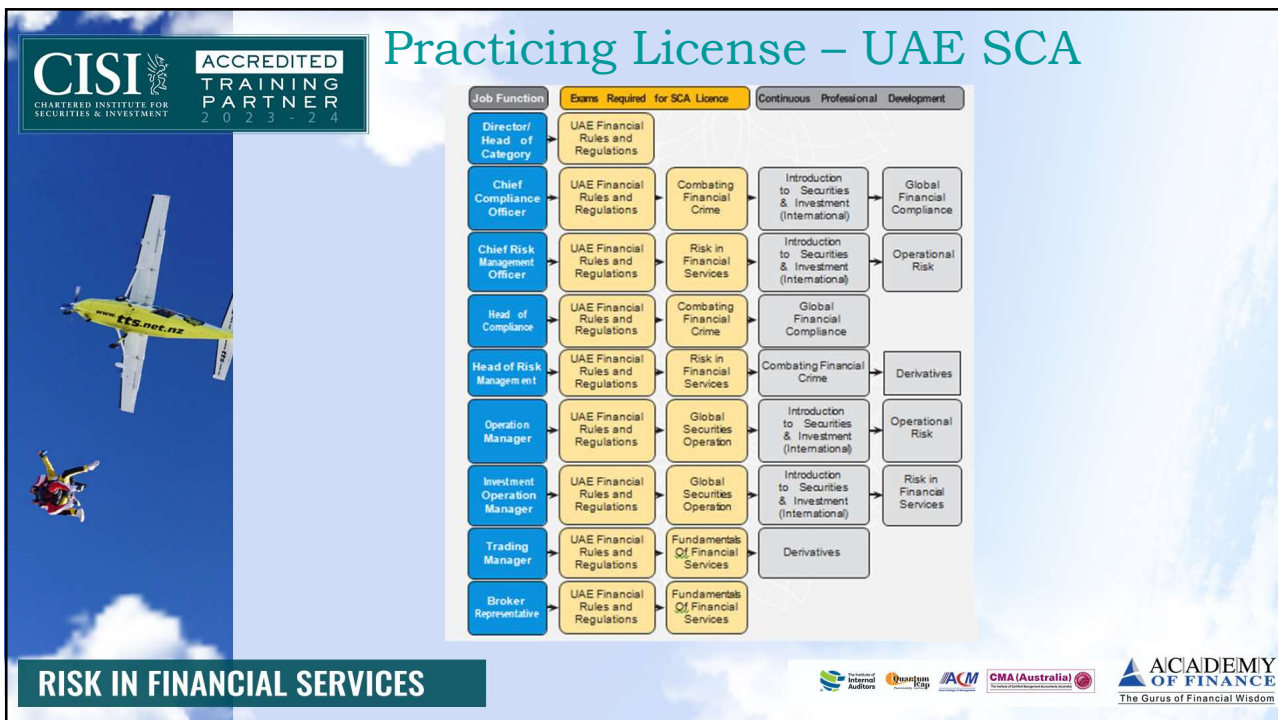 CISI
CHARTERED INSTITUTE FOR
SECURITIES & INVESTMENT
ACCREDITED
TRAINING
PARTNER
2023-24
Practicing License – UAE SCA
Job Function
Exams Required for SCA Licence
Continuous Professional Development
Director/
Head of
Category
UAE Financial
Rules and
Regulations
Chief
Compliance
Officer
UAE Financial
Rules and
Regulations
Combating
Financial
Crime
Introduction
to Securities
& Investment
(International)
Global
Financial
Compliance
Chief Risk
Management
Officer
UAE Financial
Rules and
Regulations
Risk in
Financial
Services
Introduction
to Securities
& Investment
(International)
Operational
Risk
Head of
Compliance
UAE Financial
Rules and
Regulations
Combating
Financial
Crime
Global
Financial
Compliance
Head of Risk
Management
UAE Financial
Rules and
Regulations
Risk in
Financial
Services
Combating Financial
Crime
Derivatives
Operation
Manager
UAE Financial
Rules and
Regulations
Global
Securities
Operation
Introduction
to Securities
& Investment
(International)
Operational
Risk
Investment
Operation
Manager
UAE Financial
Rules and
Regulations
Global
Securities
Operation
Introduction
to Securities
& Investment
(International)
Risk in
Financial
Services
Trading
Manager
UAE Financial
Rules and
Regulations
Fundamentals
Of Financial
Services
Derivatives
Broker
Representative
UAE Financial
Rules and
Regulations
Fundamentals
Of Financial
Services
www.tts.net.nz
RISK IN FINANCIAL SERVICES
The Institute of
Internal
Auditors
Quantum
leap
ACM
CMA (Australia)
ACADEMY
OF FINANCE
The Gurus of Financial Wisdom